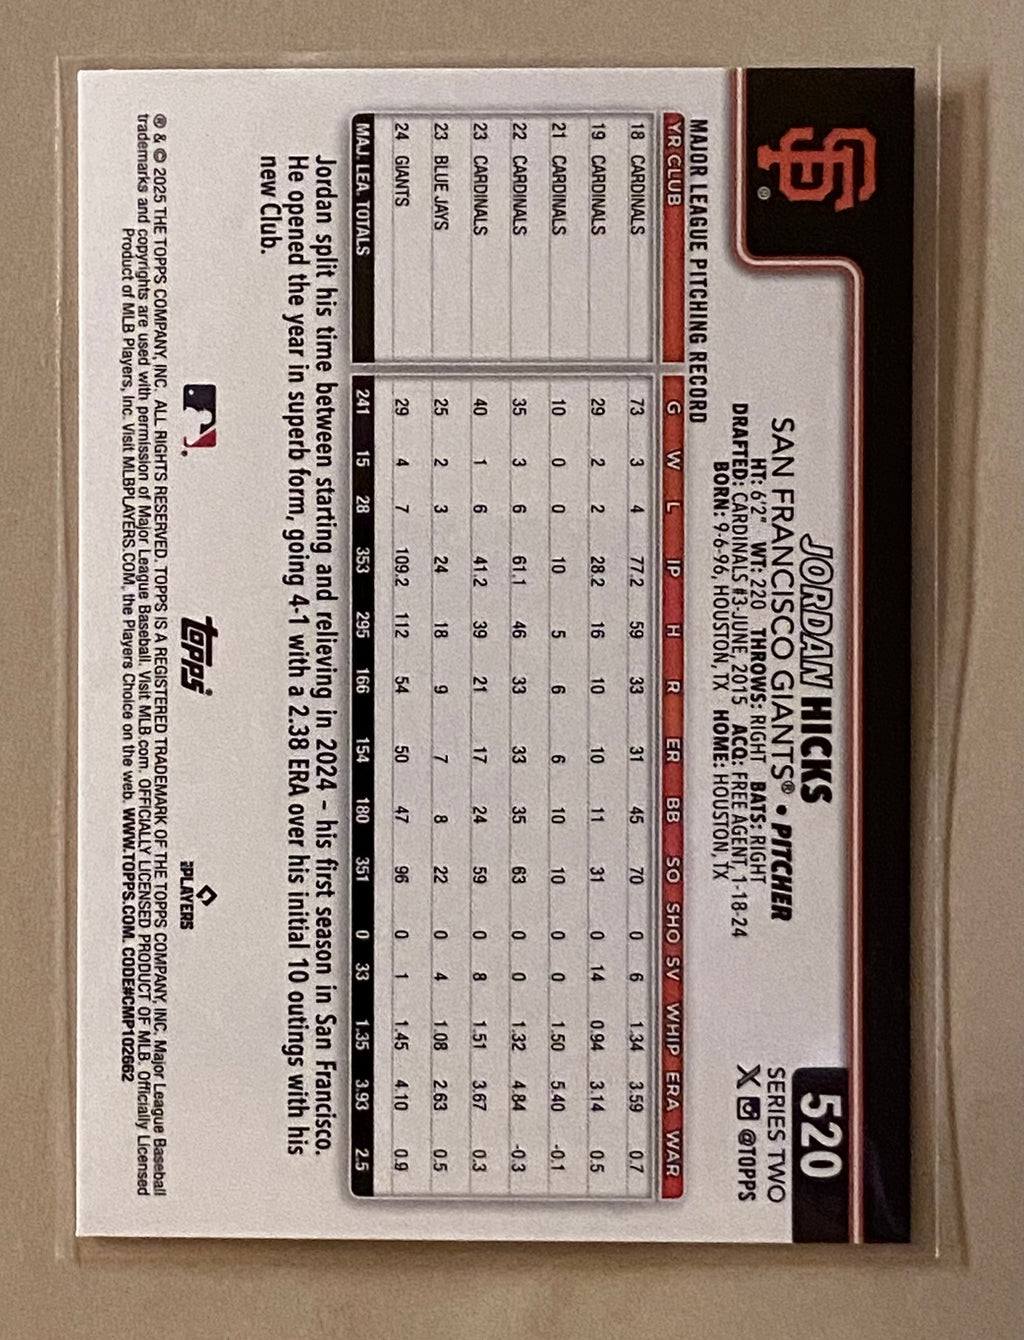 SF®
JORDAN HICKS
520
SAN FRANCISCO GIANTS® • PITCHER
SERIES TWO
HT: 6'2" WT: 220 THROWS: RIGHT BATS: RIGHT
DRAFTED: CARDINALS #3-JUNE, 2015 ACQ: FREE AGENT, 1-18-24
BORN: 9-6-96, HOUSTON, TX HOME: HOUSTON, TX
X @TOPPS
MAJOR LEAGUE PITCHING RECORD
YR CLUB G W L IP H R ER BB SO SHO SV WHIP ERA WAR
18 CARDINALS 73 3 4 77.2 59 33 31 45 70 0 6 1.34 3.59 0.7
19 CARDINALS 29 2 2 28.2 16 10 10 11 31 0 14 0.94 3.14 0.5
21 CARDINALS 10 0 0 10 5 6 6 10 10 0 0 1.50 5.40 -0.1
22 CARDINALS 35 3 6 61.1 46 33 33 35 63 0 0 1.32 4.84 -0.3
23 CARDINALS 40 1 6 41.2 39 21 17 24 59 0 8 1.51 3.67 0.3
23 BLUE JAYS 25 2 3 24 18 9 7 8 22 0 4 1.08 2.63 0.5
24 GIANTS 29 4 7 109.2 112 54 50 47 96 0 1 1.45 4.10 0.9
MAJ. LEA. TOTALS 241 15 28 353 295 166 154 180 351 0 33 1.35 3.93 2.5
Jordan split his time between starting and relieving in 2024 – his first season in San Francisco.
He opened the year in superb form, going 4-1 with a 2.38 ERA over his initial 10 outings with his
new Club.
topps®
PLAYERS
® & © 2025 THE TOPPS COMPANY, INC. ALL RIGHTS RESERVED. TOPPS IS A REGISTERED TRADEMARK OF THE TOPPS COMPANY, INC. Major League Baseball
trademarks and copyrights are used with permission of Major League Baseball. Visit MLB.com. OFFICIALLY LICENSED PRODUCT OF MLB. Officially Licensed
Product of MLB Players, Inc. Visit MLBPLAYERS.COM, the Players Choice on the web. WWW.TOPPS.COM. CODE#CMP102662